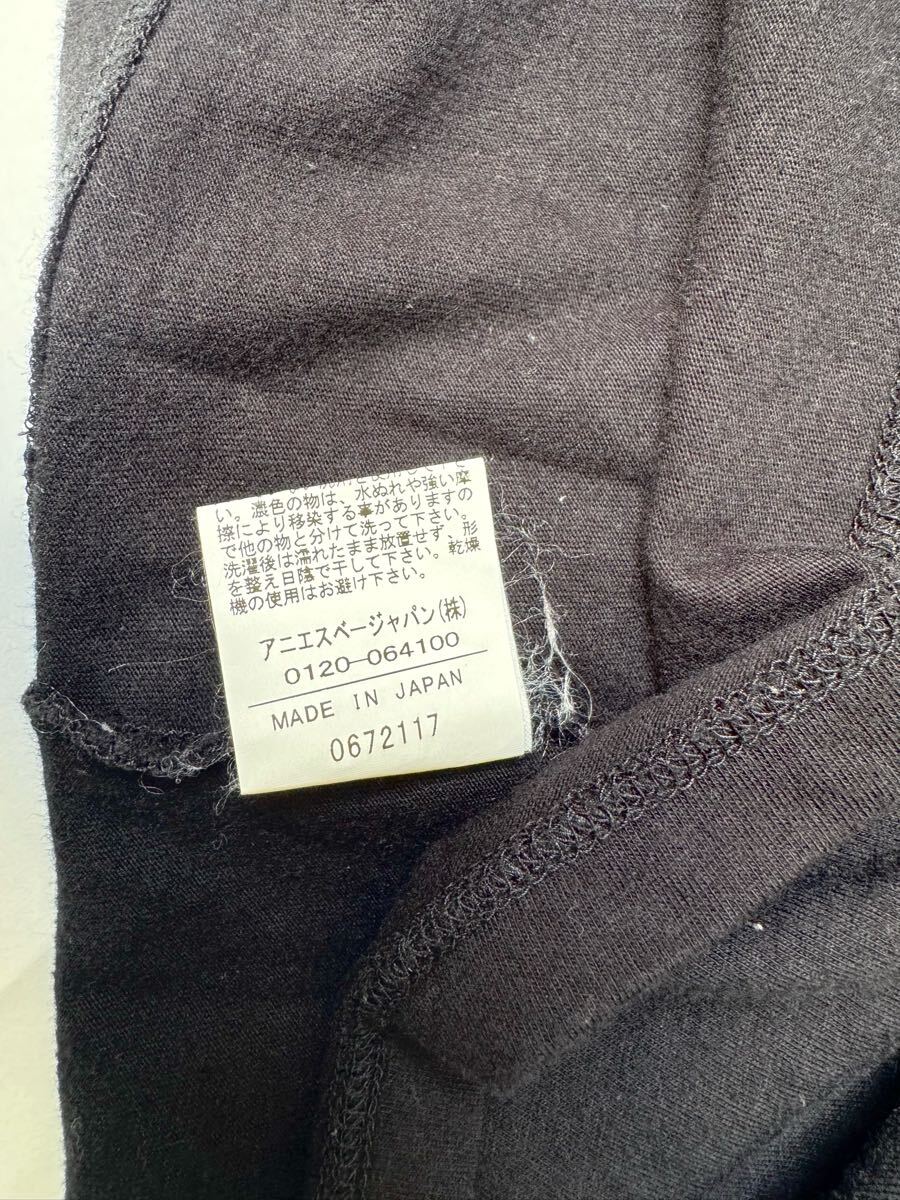 い。濃色の物は、水ぬれや強い摩
擦により移染する事がありますの
で他の物と分けて洗って下さい。
洗濯後は濡れたまま放置せず、形
を整え日陰で干して下さい。乾燥
機の使用はお避け下さい。
アニエスベージャパン(株)
0120-064100
MADE IN JAPAN
0672117